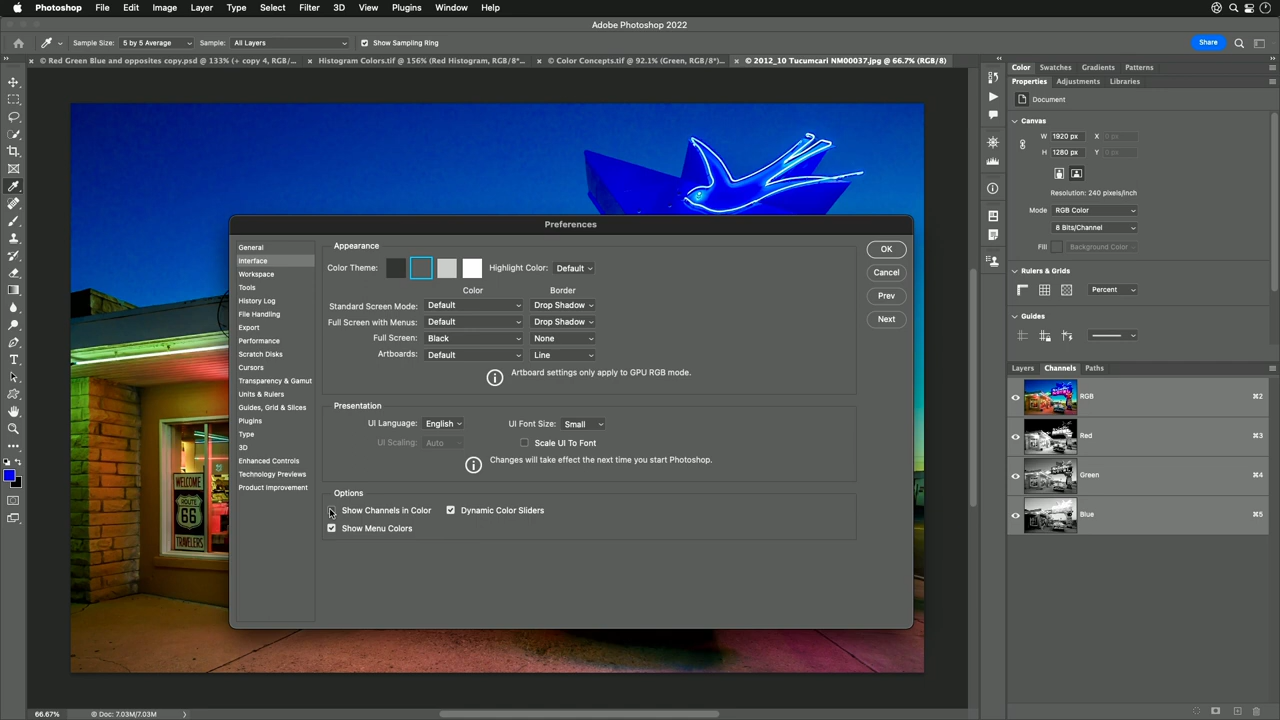 Photoshop File Edit Image Layer Type Select Filter 3D View Plugins Window Help
Adobe Photoshop 2022
Sample Size: 5 by 5 Average Sample: All Layers Show Sampling Ring Share
© Red Green Blue and opposites copy.psd @ 133% (+ copy 4, RGB/... Histogram Colors.tif @ 156% (Red Histogram, RGB/8*... © Color Concepts.tif @ 92.1% (Green, RGB/8*)... © 2012_10 Tucumcari NM00037.jpg @ 66.7% (RGB/8)
Color Swatches Gradients Patterns
Properties Adjustments Libraries
Document
Canvas
W 1920 px X 0 px
H 1280 px Y 0 px
Resolution: 240 pixels/inch
Mode RGB Color
8 Bits/Channel
Fill Background Color
Rulers & Grids
Percent
Guides
Layers Channels Paths
RGB ⌘2
Red ⌘3
Green ⌘4
Blue ⌘5
Preferences
General
Interface
Workspace
Tools
History Log
File Handling
Export
Performance
Scratch Disks
Cursors
Transparency & Gamut
Units & Rulers
Guides, Grid & Slices
Plugins
Type
3D
Enhanced Controls
Technology Previews
Product Improvement
Appearance
Color Theme: Highlight Color: Default
Color Border
Standard Screen Mode: Default Drop Shadow
Full Screen with Menus: Default Drop Shadow
Full Screen: Black None
Artboards: Default Line
Artboard settings only apply to GPU RGB mode.
Presentation
UI Language: English UI Font Size: Small
UI Scaling: Auto Scale UI To Font
Changes will take effect the next time you start Photoshop.
Options
Show Channels in Color Dynamic Color Sliders
Show Menu Colors
OK
Cancel
Prev
Next
WELCOME
ROUTE
66
TRAVELERS
66.67% Doc: 7.03M/7.03M